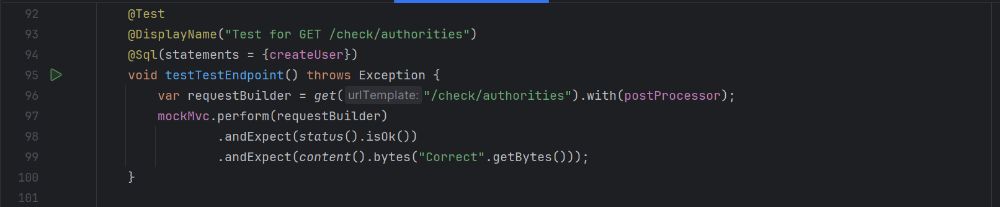 92 @Test
93 @DisplayName("Test for GET /check/authorities")
94 @Sql(statements = {createUser})
95 void testTestEndpoint() throws Exception {
96 var requestBuilder = get( urlTemplate: "/check/authorities").with(postProcessor);
97 mockMvc.perform(requestBuilder)
98 .andExpect(status().isOk())
99 .andExpect(content().bytes("Correct".getBytes()));
100 }
101